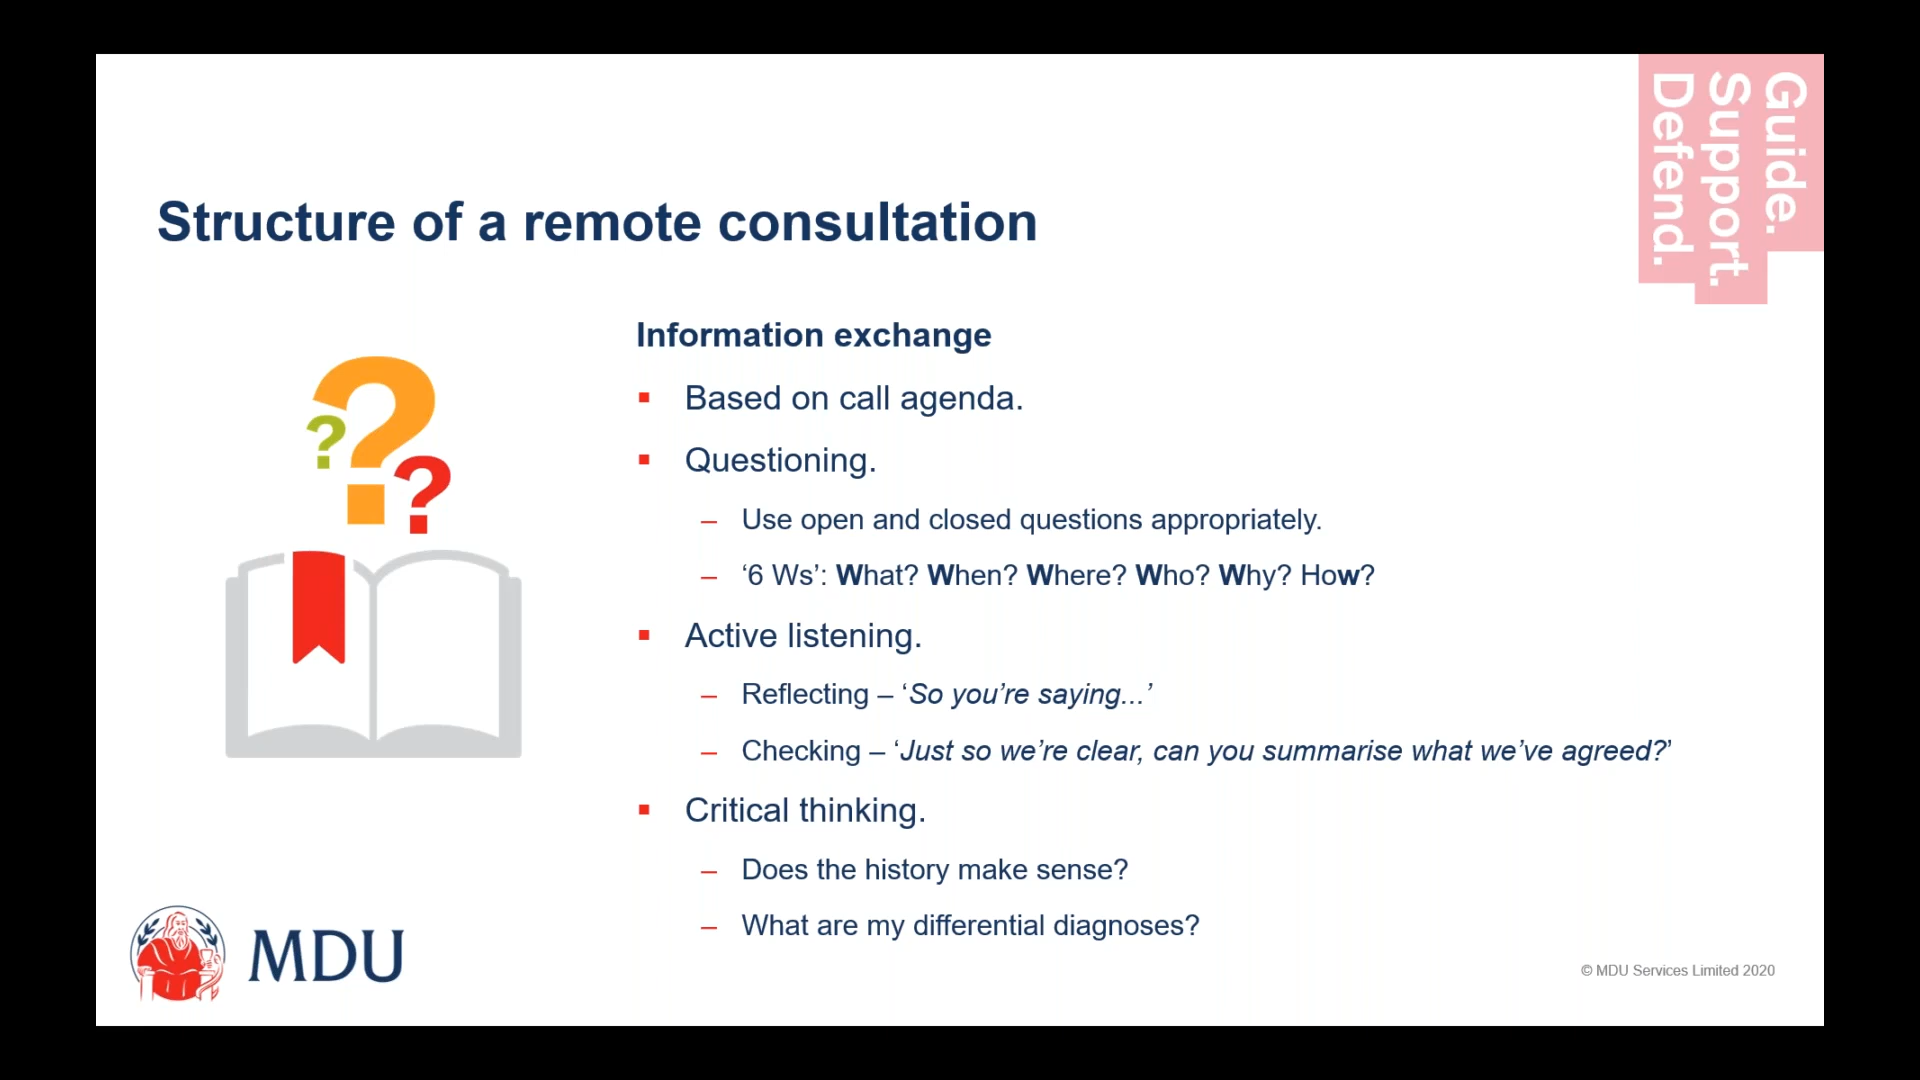 Guide.
Support.
Defend.
Structure of a remote consultation
Information exchange
Based on call agenda.
Questioning.
– Use open and closed questions appropriately.
– ‘6 Ws’: What? When? Where? Who? Why? How?
Active listening.
– Reflecting – ‘So you’re saying...’
– Checking – ‘Just so we’re clear, can you summarise what we’ve agreed?’
Critical thinking.
– Does the history make sense?
– What are my differential diagnoses?
MDU
© MDU Services Limited 2020